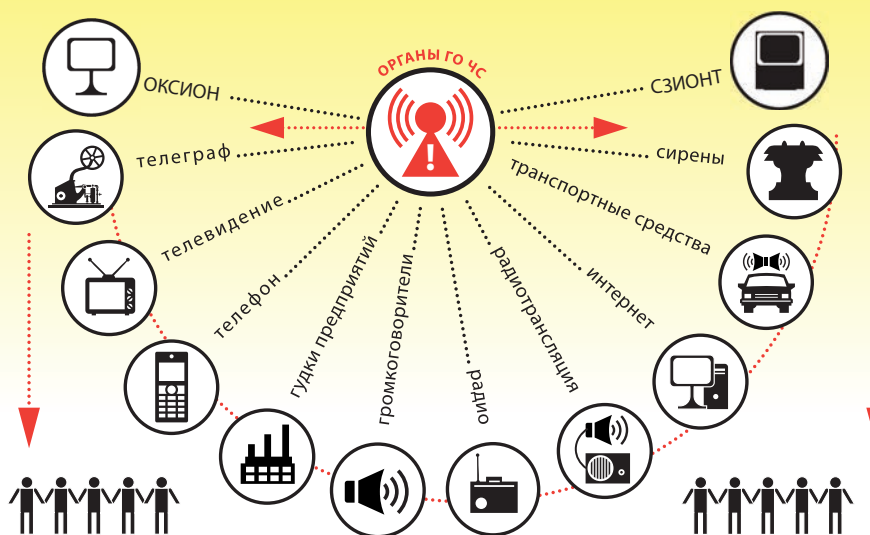 ОРГАНЫ ГО ЧС
ОКСИОН
телеграф
телевидение
телефон
гудки предприятий
громкоговорители
радио
радиотрансляция
интернет
транспортные средства
сирены
СЗИОНТ